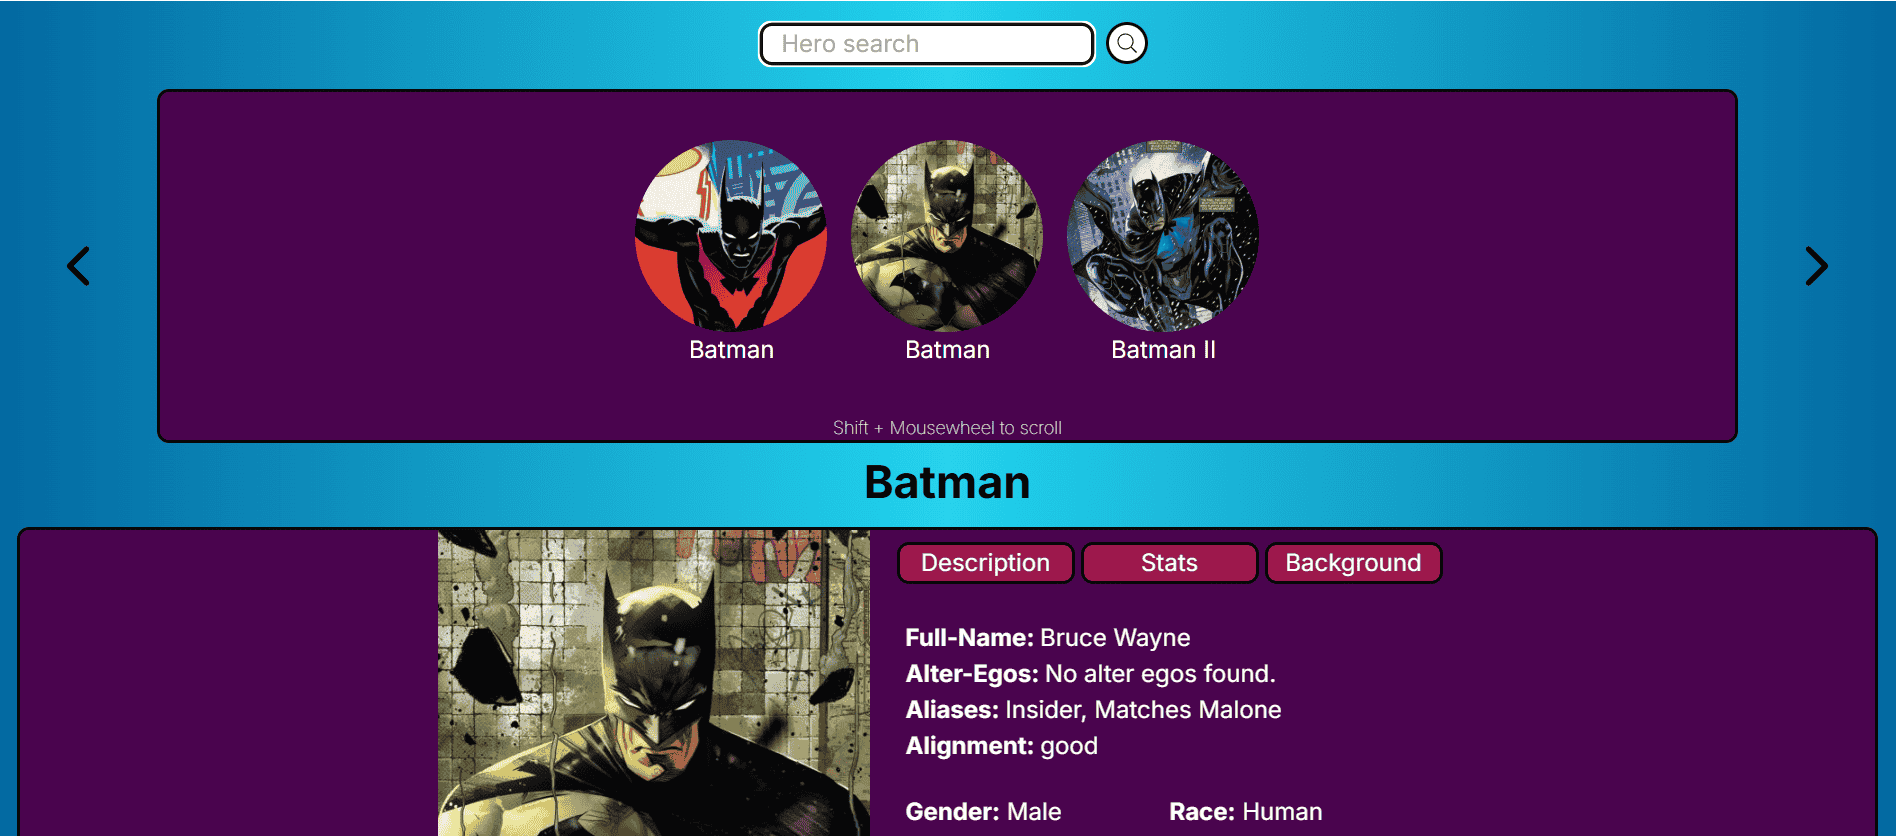 Hero search
Batman
Batman
Batman II
Shift + Mousewheel to scroll
Batman
Description
Stats
Background
Full-Name: Bruce Wayne
Alter-Egos: No alter egos found.
Aliases: Insider, Matches Malone
Alignment: good
Gender: Male Race: Human